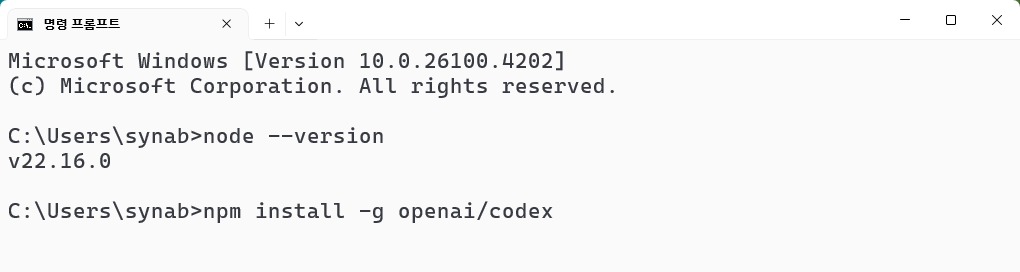 명령 프롬프트
Microsoft Windows [Version 10.0.26100.4202]
(c) Microsoft Corporation. All rights reserved.
C:\Users\synab>node --version
v22.16.0
C:\Users\synab>npm install -g openai/codex